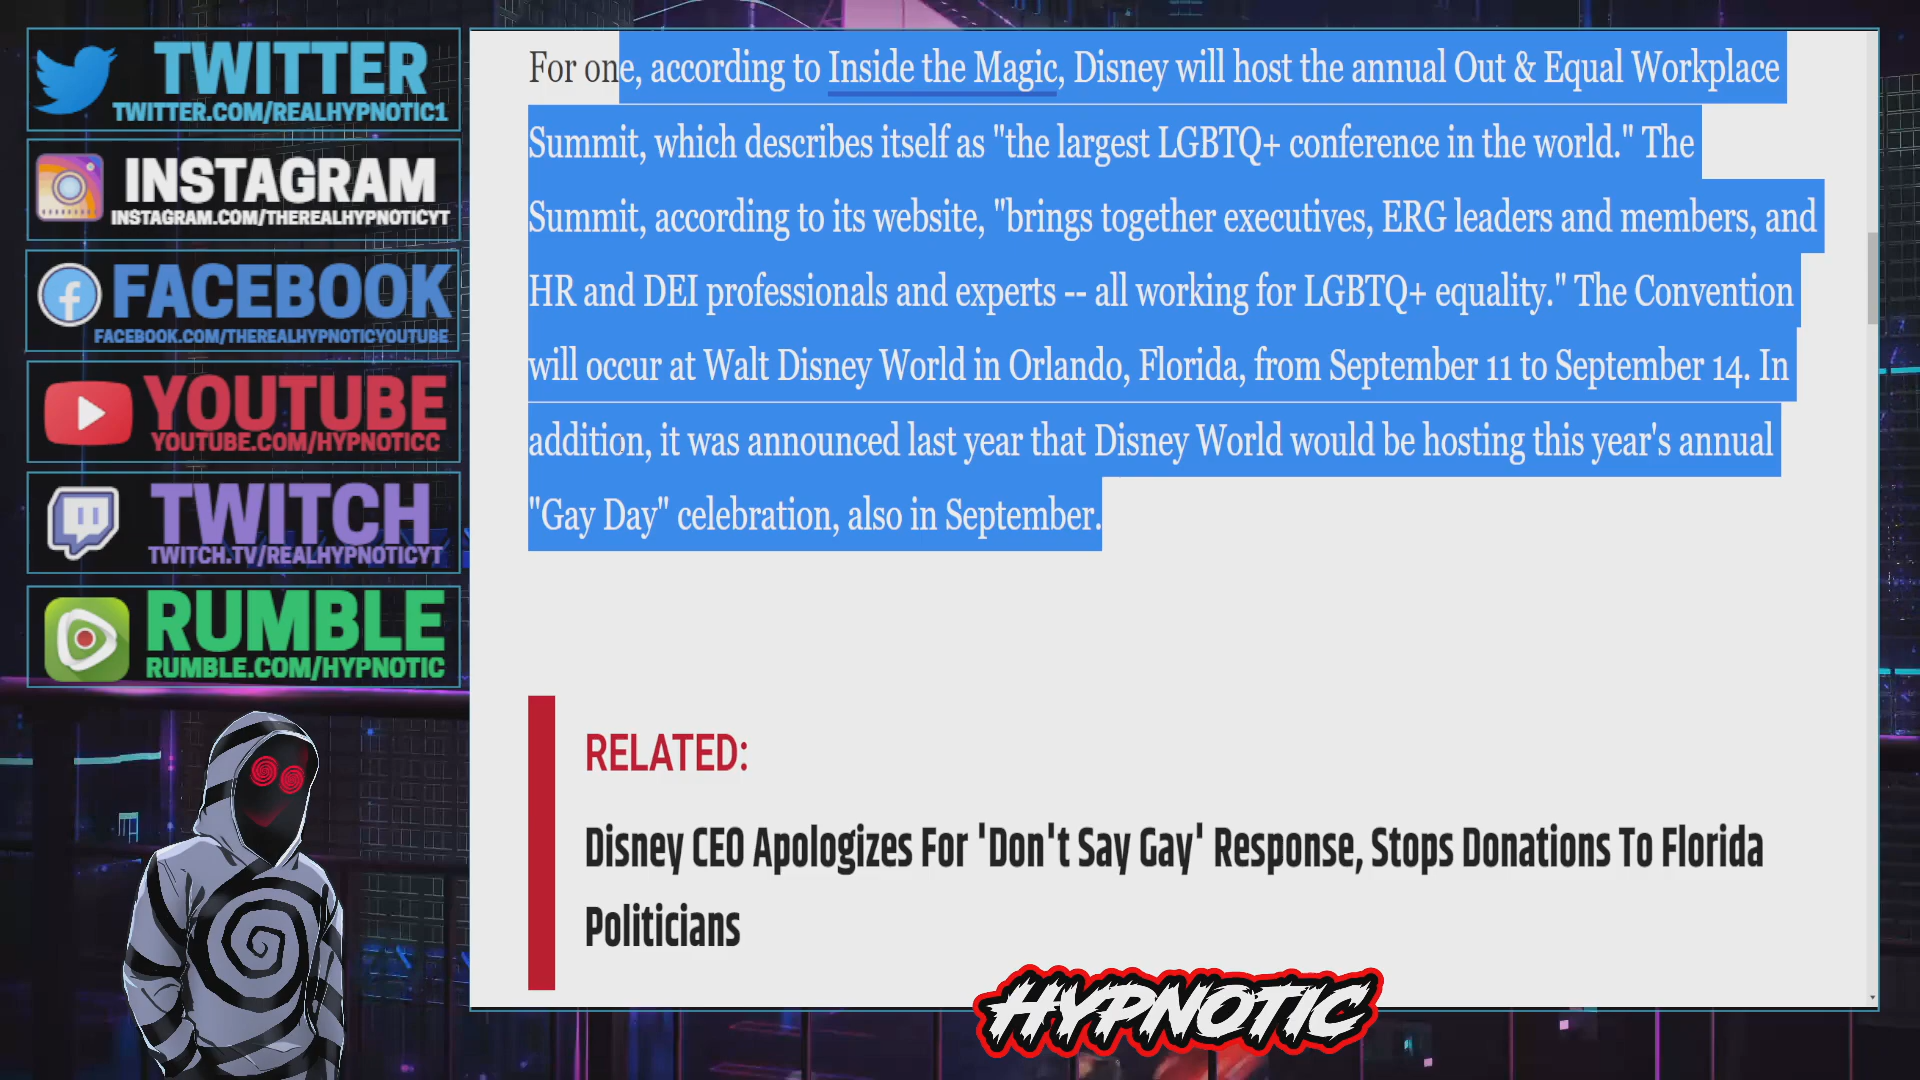 TWITTER
TWITTER.COM/REALHYPNOTIC1
INSTAGRAM
INSTAGRAM.COM/THEREALHYPNOTICYT
FACEBOOK
FACEBOOK.COM/THEREALHYPNOTICYOUTUBE
YOUTUBE
YOUTUBE.COM/HYPNOTICC
TWITCH
TWITCH.TV/REALHYPNOTICYT
RUMBLE
RUMBLE.COM/HYPNOTIC
For one, according to Inside the Magic, Disney will host the annual Out & Equal Workplace
Summit, which describes itself as "the largest LGBTQ+ conference in the world." The
Summit, according to its website, "brings together executives, ERG leaders and members, and
HR and DEI professionals and experts -- all working for LGBTQ+ equality." The Convention
will occur at Walt Disney World in Orlando, Florida, from September 11 to September 14. In
addition, it was announced last year that Disney World would be hosting this year's annual
"Gay Day" celebration, also in September.
RELATED:
Disney CEO Apologizes For 'Don't Say Gay' Response, Stops Donations To Florida
Politicians
HYPNOTIC